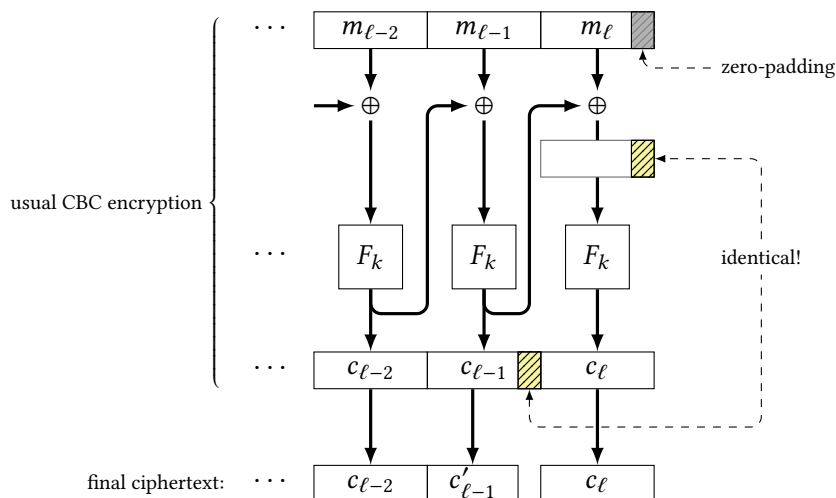 ··· m_{ℓ−2} m_{ℓ−1} m_ℓ
zero-padding
⊕ ⊕ ⊕
usual CBC encryption
··· F_k F_k F_k
identical!
··· c_{ℓ−2} c_{ℓ−1} c_ℓ
final ciphertext: ··· c_{ℓ−2} c′_{ℓ−1} c_ℓ